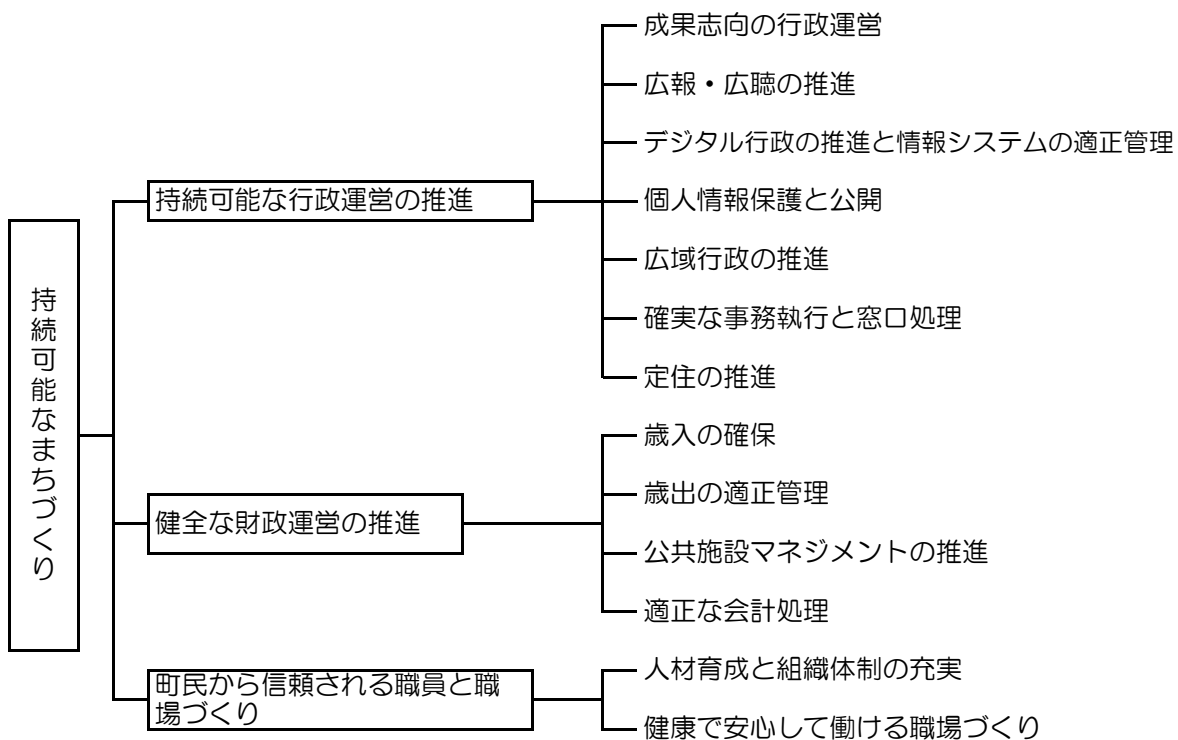 持続可能なまちづくり
持続可能な行政運営の推進
成果志向の行政運営
広報・広聴の推進
デジタル行政の推進と情報システムの適正管理
個人情報保護と公開
広域行政の推進
確実な事務執行と窓口処理
定住の推進
健全な財政運営の推進
歳入の確保
歳出の適正管理
公共施設マネジメントの推進
適正な会計処理
町民から信頼される職員と職
場づくり
人材育成と組織体制の充実
健康で安心して働ける職場づくり